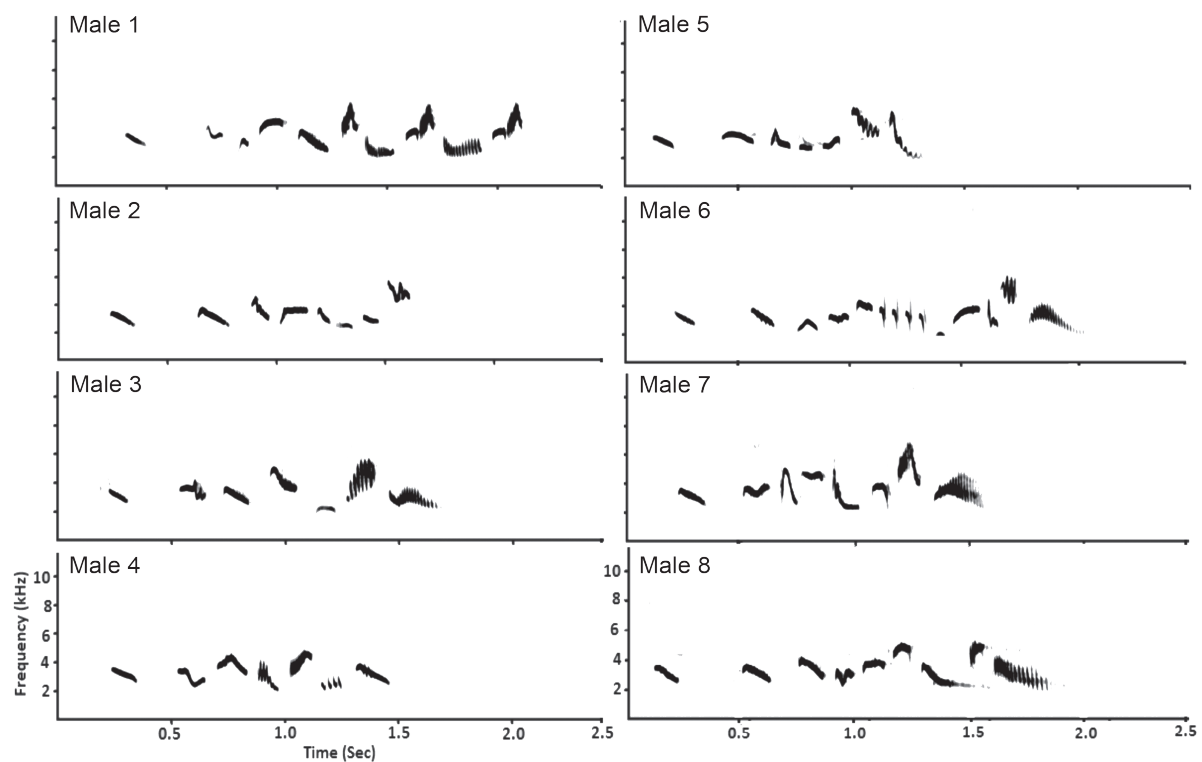 Male 1
Male 5
Male 2
Male 6
Male 3
Male 7
Male 4
Male 8
Frequency (kHz)
10
8
6
4
2
10
8
6
4
2
0.5 1.0 1.5 2.0 2.5
0.5 1.0 1.5 2.0 2.5
Time (Sec)